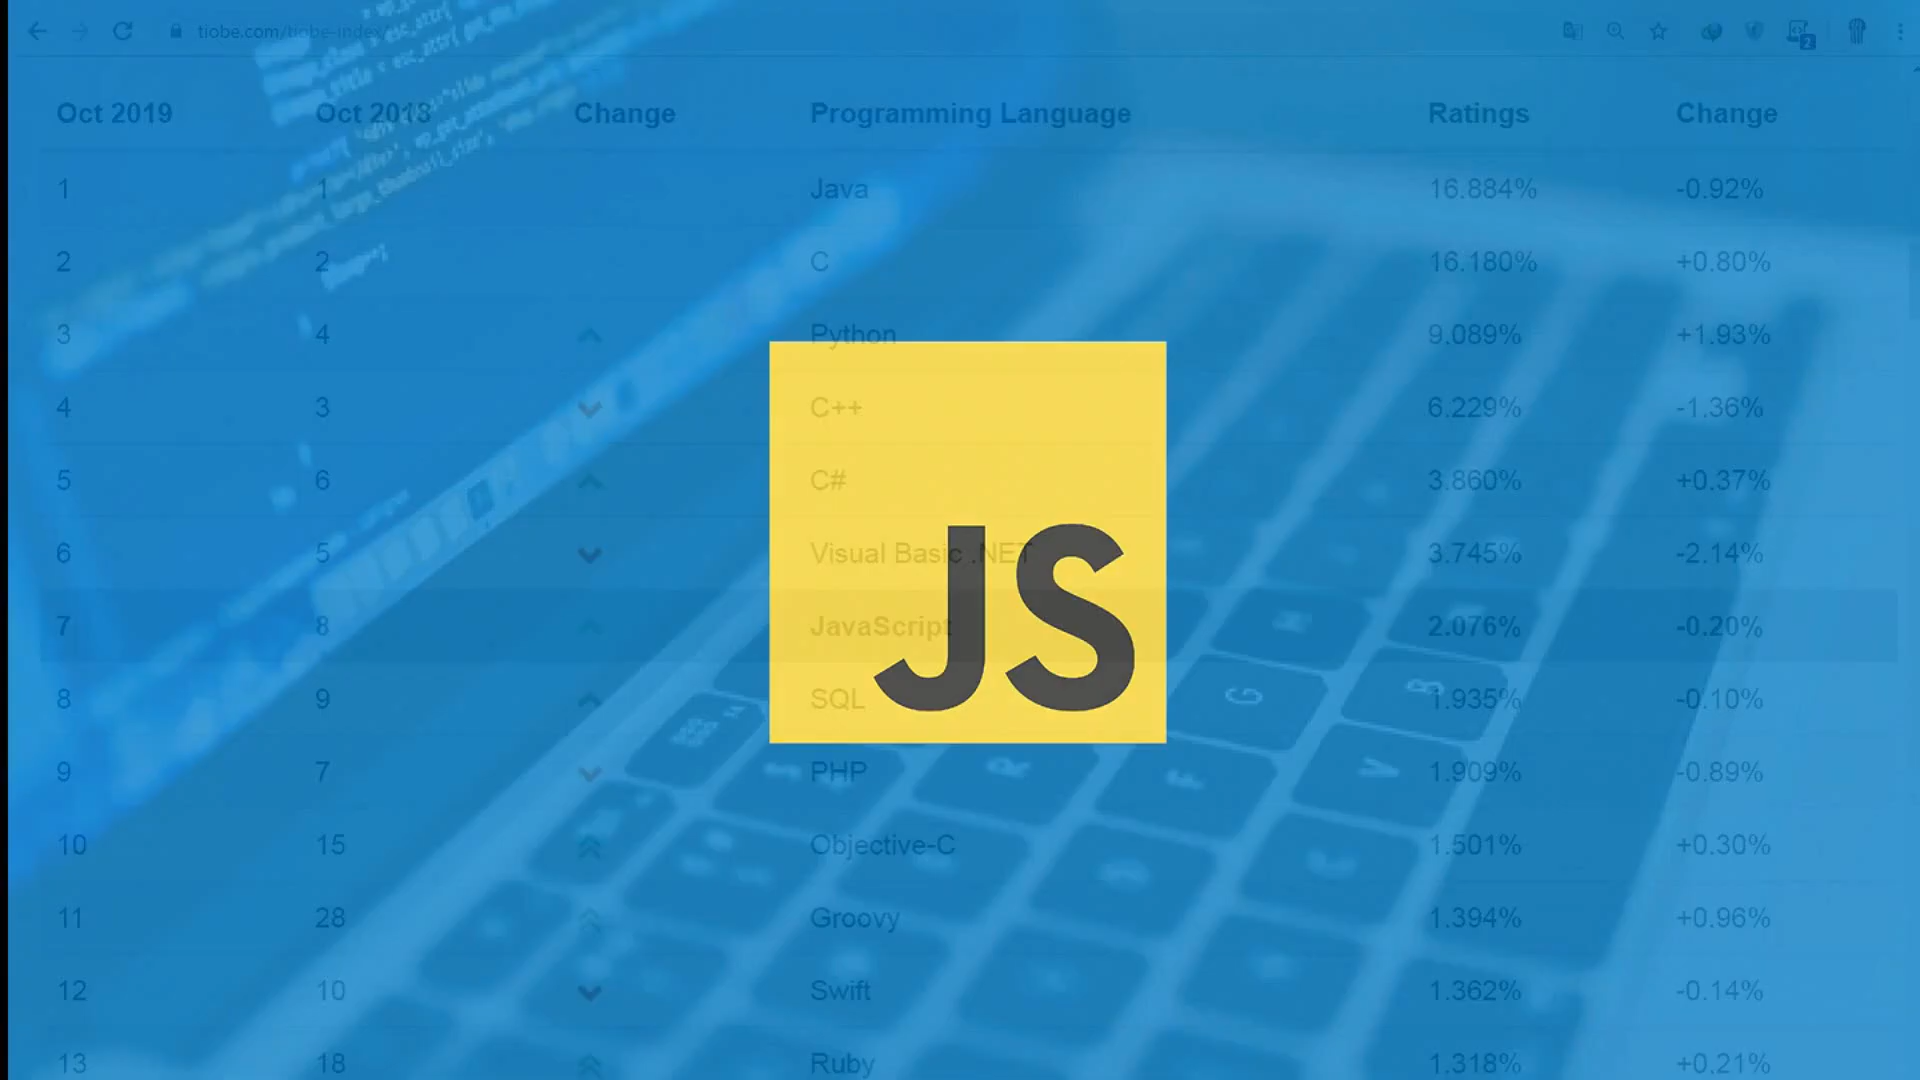 tiobe.com/tiobe-index/
2
Oct 2019 Oct 2018 Change Programming Language Ratings Change
1 1 Java 16.884% -0.92%
2 2 C 16.180% +0.80%
3 4 Python 9.089% +1.93%
4 3 C++ 6.229% -1.36%
5 6 C# 3.860% +0.37%
6 5 Visual Basic .NET 3.745% -2.14%
7 8 JavaScript 2.076% -0.20%
JS
8 9 SQL 1.935% -0.10%
9 7 PHP 1.909% -0.89%
10 15 Objective-C 1.501% +0.30%
11 28 Groovy 1.394% +0.96%
12 10 Swift 1.362% -0.14%
13 18 Ruby 1.318% +0.21%